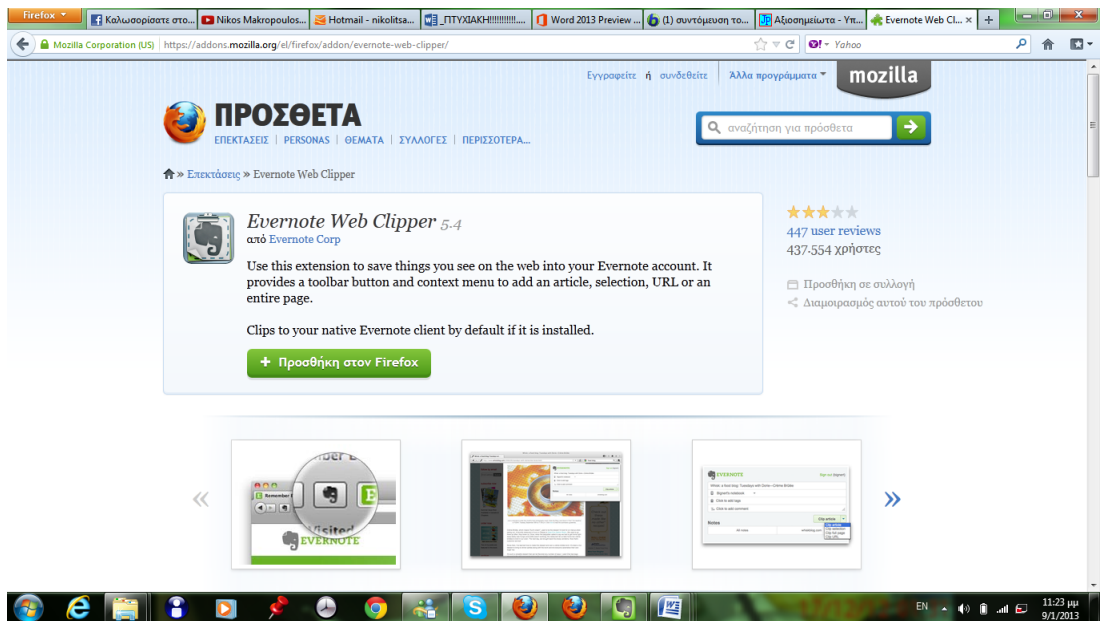 Firefox
Καλωσορίσατε στο...
Nikos Makropoulos...
Hotmail - nikolitsa...
_ΠΤΥΧΙΑΚΗ!!!!!!!!!!!...
Word 2013 Preview ...
(1) συντόμευση το...
Αξιοσημείωτα - Υπ...
Evernote Web Cl...
Mozilla Corporation (US)
https://addons.mozilla.org/el/firefox/addon/evernote-web-clipper/
Yahoo
Εγγραφείτε ή συνδεθείτε
Άλλα προγράμματα
mozilla
ΠΡΟΣΘΕΤΑ
ΕΠΕΚΤΑΣΕΙΣ | PERSONAS | ΘΕΜΑΤΑ | ΣΥΛΛΟΓΕΣ | ΠΕΡΙΣΣΟΤΕΡΑ...
αναζήτηση για πρόσθετα
» Επεκτάσεις » Evernote Web Clipper
Evernote Web Clipper 5.4
από Evernote Corp
Use this extension to save things you see on the web into your Evernote account. It
provides a toolbar button and context menu to add an article, selection, URL or an
entire page.
Clips to your native Evernote client by default if it is installed.
+ Προσθήκη στον Firefox
447 user reviews
437.554 χρήστες
Προσθήκη σε συλλογή
Διαμοιρασμός αυτού του πρόσθετου
Remember
Visited
EVERNOTE
EVERNOTE
Notes
EN
11:23 μμ
9/1/2013